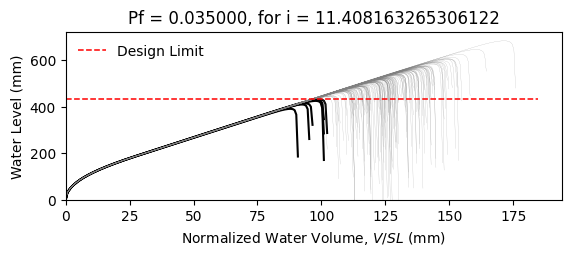 Pf = 0.035000, for i = 11.408163265306122
Design Limit
Water Level (mm)
600
400
200
0
0 25 50 75 100 125 150 175
Normalized Water Volume, V/SL (mm)